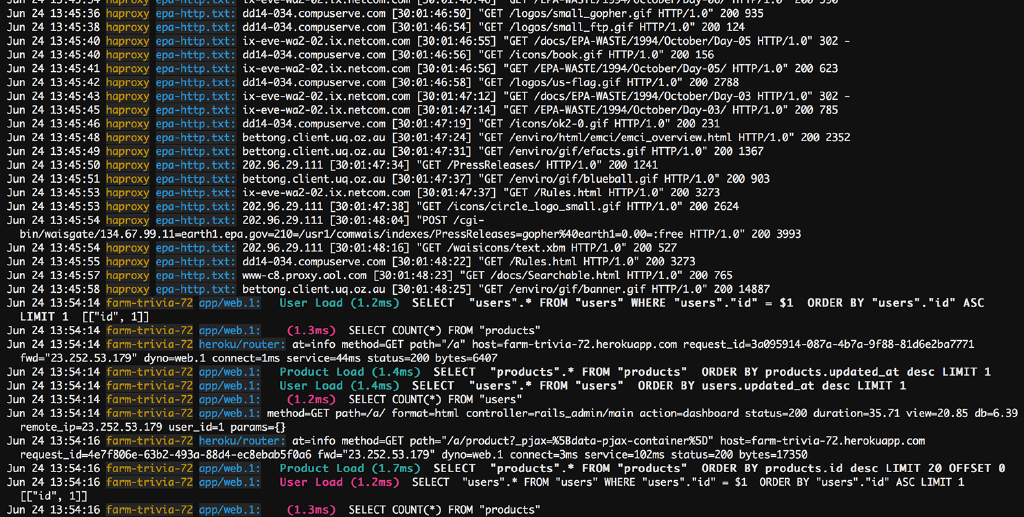 Jun 24 13:45:38 haproxy epa-http.txt: dd14-034.compuserve.com [30:01:46:50] "GET /logos/small_gopher.gif HTTP/1.0" 200 935
Jun 24 13:45:38 haproxy epa-http.txt: dd14-034.compuserve.com [30:01:46:54] "GET /logos/small_ftp.gif HTTP/1.0" 200 124
Jun 24 13:45:40 haproxy epa-http.txt: ix-eve-wa2-02.ix.netcom.com [30:01:46:55] "GET /docs/EPA-WASTE/1994/October/Day-05 HTTP/1.0" 302 -
Jun 24 13:45:40 haproxy epa-http.txt: dd14-034.compuserve.com [30:01:46:56] "GET /icons/book.gif HTTP/1.0" 200 156
Jun 24 13:45:41 haproxy epa-http.txt: ix-eve-wa2-02.ix.netcom.com [30:01:46:56] "GET /EPA-WASTE/1994/October/Day-05/ HTTP/1.0" 200 623
Jun 24 13:45:42 haproxy epa-http.txt: dd14-034.compuserve.com [30:01:46:58] "GET /logos/us-flag.gif HTTP/1.0" 200 2788
Jun 24 13:45:43 haproxy epa-http.txt: ix-eve-wa2-02.ix.netcom.com [30:01:47:12] "GET /docs/EPA-WASTE/1994/October/Day-03 HTTP/1.0" 302 -
Jun 24 13:45:45 haproxy epa-http.txt: ix-eve-wa2-02.ix.netcom.com [30:01:47:14] "GET /EPA-WASTE/1994/October/Day-03/ HTTP/1.0" 200 785
Jun 24 13:45:45 haproxy epa-http.txt: dd14-034.compuserve.com [30:01:47:19] "GET /icons/ok2-0.gif HTTP/1.0" 200 231
Jun 24 13:45:48 haproxy epa-http.txt: bettong.client.uq.oz.au [30:01:47:24] "GET /enviro/html/emci/emci_overview.html HTTP/1.0" 200 2352
Jun 24 13:45:49 haproxy epa-http.txt: bettong.client.uq.oz.au [30:01:47:31] "GET /enviro/gif/efacts.gif HTTP/1.0" 200 1367
Jun 24 13:45:50 haproxy epa-http.txt: 202.96.29.111 [30:01:47:34] "GET /PressReleases/ HTTP/1.0" 200 1241
Jun 24 13:45:51 haproxy epa-http.txt: bettong.client.uq.oz.au [30:01:47:37] "GET /enviro/gif/blueball.gif HTTP/1.0" 200 903
Jun 24 13:45:53 haproxy epa-http.txt: ix-eve-wa2-02.ix.netcom.com [30:01:47:37] "GET /Rules.html HTTP/1.0" 200 3273
Jun 24 13:45:53 haproxy epa-http.txt: 202.96.29.111 [30:01:47:38] "GET /icons/circle_logo_small.gif HTTP/1.0" 200 2624
Jun 24 13:45:54 haproxy epa-http.txt: 202.96.29.111 [30:01:48:04] "POST /cgi-
bin/waisgate/134.67.99.11=earth1.epa.gov=210=/usr1/comwais/indexes/PressReleases=gopher%40earth1=0.00=:free HTTP/1.0" 200 3993
Jun 24 13:45:54 haproxy epa-http.txt: 202.96.29.111 [30:01:48:16] "GET /waisicons/text.xbm HTTP/1.0" 200 527
Jun 24 13:45:55 haproxy epa-http.txt: dd14-034.compuserve.com [30:01:48:22] "GET /Rules.html HTTP/1.0" 200 3273
Jun 24 13:45:57 haproxy epa-http.txt: www-c8.proxy.aol.com [30:01:48:23] "GET /docs/Searchable.html HTTP/1.0" 200 765
Jun 24 13:45:58 haproxy epa-http.txt: bettong.client.uq.oz.au [30:01:48:25] "GET /enviro/gif/banner.gif HTTP/1.0" 200 14887
Jun 24 13:54:14 farm-trivia-72 app/web.1: User Load (1.2ms) SELECT "users".* FROM "users" WHERE "users"."id" = $1 ORDER BY "users"."id" ASC
LIMIT 1 [["id", 1]]
Jun 24 13:54:14 farm-trivia-72 app/web.1: (1.3ms) SELECT COUNT(*) FROM "products"
Jun 24 13:54:14 farm-trivia-72 heroku/router: at=info method=GET path="/a" host=farm-trivia-72.herokuapp.com request_id=3a095914-087a-4b7a-9f88-81d6e2ba7771
fwd="23.252.53.179" dyno=web.1 connect=1ms service=44ms status=200 bytes=6407
Jun 24 13:54:14 farm-trivia-72 app/web.1: Product Load (1.4ms) SELECT "products".* FROM "products" ORDER BY products.updated_at desc LIMIT 1
Jun 24 13:54:14 farm-trivia-72 app/web.1: User Load (1.4ms) SELECT "users".* FROM "users" ORDER BY users.updated_at desc LIMIT 1
Jun 24 13:54:14 farm-trivia-72 app/web.1: (1.2ms) SELECT COUNT(*) FROM "users"
Jun 24 13:54:14 farm-trivia-72 app/web.1: method=GET path=/a/ format=html controller=rails_admin/main action=dashboard status=200 duration=35.71 view=20.85 db=6.39
remote_ip=23.252.53.179 user_id=1 params={}
Jun 24 13:54:16 farm-trivia-72 heroku/router: at=info method=GET path="/a/product?_pjax=%5Bdata-pjax-container%5D" host=farm-trivia-72.herokuapp.com
request_id=4e7f806e-63b2-493a-88d4-ec8ebab5f0a6 fwd="23.252.53.179" dyno=web.1 connect=3ms service=102ms status=200 bytes=17350
Jun 24 13:54:16 farm-trivia-72 app/web.1: Product Load (1.7ms) SELECT "products".* FROM "products" ORDER BY products.id desc LIMIT 20 OFFSET 0
Jun 24 13:54:16 farm-trivia-72 app/web.1: User Load (1.2ms) SELECT "users".* FROM "users" WHERE "users"."id" = $1 ORDER BY "users"."id" ASC LIMIT 1
[["id", 1]]
Jun 24 13:54:16 farm-trivia-72 app/web.1: (1.3ms) SELECT COUNT(*) FROM "products"